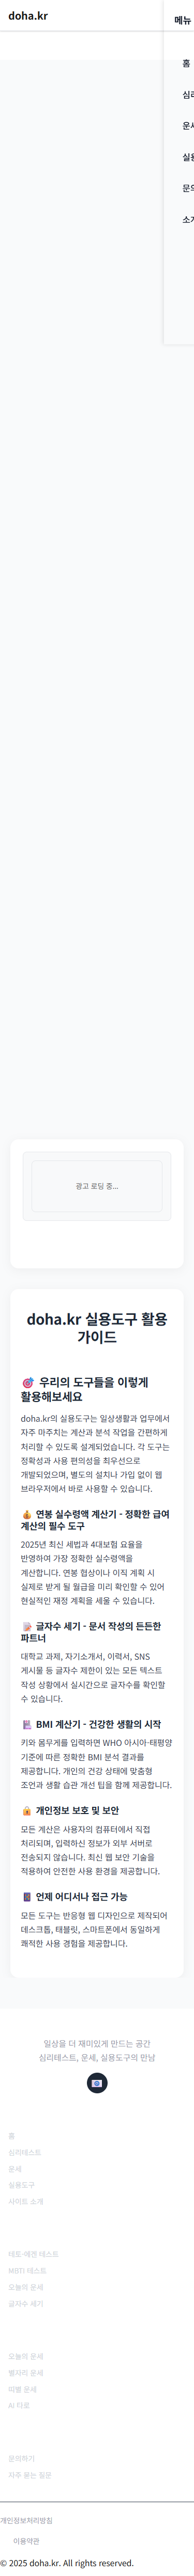 doha.kr
메뉴
홈
심리
운세
실용
문의
소개
광고 로딩 중...
doha.kr 실용도구 활용
가이드
🎯 우리의 도구들을 이렇게
활용해보세요
doha.kr의 실용도구는 일상생활과 업무에서
자주 마주치는 계산과 분석 작업을 간편하게
처리할 수 있도록 설계되었습니다. 각 도구는
정확성과 사용 편의성을 최우선으로
개발되었으며, 별도의 설치나 가입 없이 웹
브라우저에서 바로 사용할 수 있습니다.
💰 연봉 실수령액 계산기 - 정확한 급여
계산의 필수 도구
2025년 최신 세법과 4대보험 요율을
반영하여 가장 정확한 실수령액을
계산합니다. 연봉 협상이나 이직 계획 시
실제로 받게 될 월급을 미리 확인할 수 있어
현실적인 재정 계획을 세울 수 있습니다.
📝 글자수 세기 - 문서 작성의 든든한
파트너
대학교 과제, 자기소개서, 이력서, SNS
게시물 등 글자수 제한이 있는 모든 텍스트
작성 상황에서 실시간으로 글자수를 확인할
수 있습니다.
BMI 계산기 - 건강한 생활의 시작
키와 몸무게를 입력하면 WHO 아시아-태평양
기준에 따른 정확한 BMI 분석 결과를
제공합니다. 개인의 건강 상태에 맞춤형
조언과 생활 습관 개선 팁을 함께 제공합니다.
🔒 개인정보 보호 및 보안
모든 계산은 사용자의 컴퓨터에서 직접
처리되며, 입력하신 정보가 외부 서버로
전송되지 않습니다. 최신 웹 보안 기술을
적용하여 안전한 사용 환경을 제공합니다.
📱 언제 어디서나 접근 가능
모든 도구는 반응형 웹 디자인으로 제작되어
데스크톱, 태블릿, 스마트폰에서 동일하게
쾌적한 사용 경험을 제공합니다.
일상을 더 재미있게 만드는 공간
심리테스트, 운세, 실용도구의 만남
홈
심리테스트
운세
실용도구
사이트 소개
테토-에겐 테스트
MBTI 테스트
오늘의 운세
글자수 세기
오늘의 운세
별자리 운세
띠별 운세
AI 타로
문의하기
자주 묻는 질문
개인정보처리방침
이용약관
© 2025 doha.kr. All rights reserved.